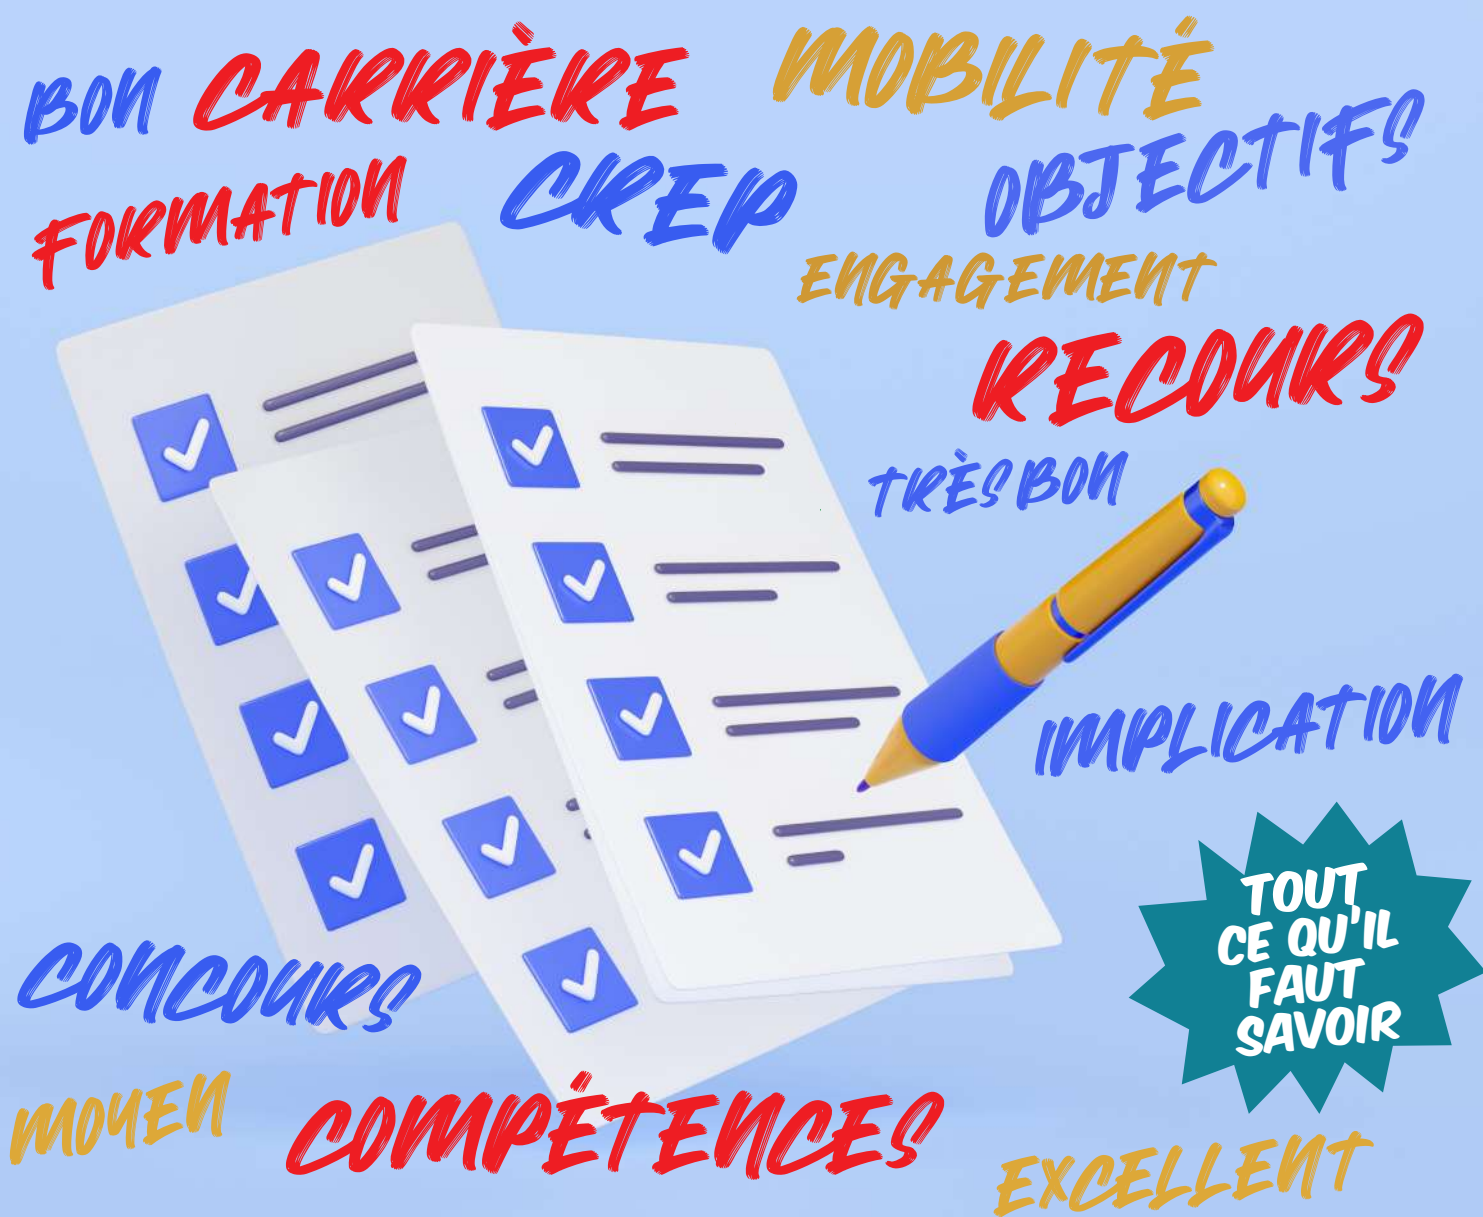 BON
CARRIÈRE
MOBILITÉ
OBJECTIFS
FORMATION
CREP
ENGAGEMENT
RECOURS
TRÈS BON
IMPLICATION
TOUT
CE QU'IL
FAUT
SAVOIR
CONCOURS
MOYEN
COMPÉTENCES
EXCELLENT